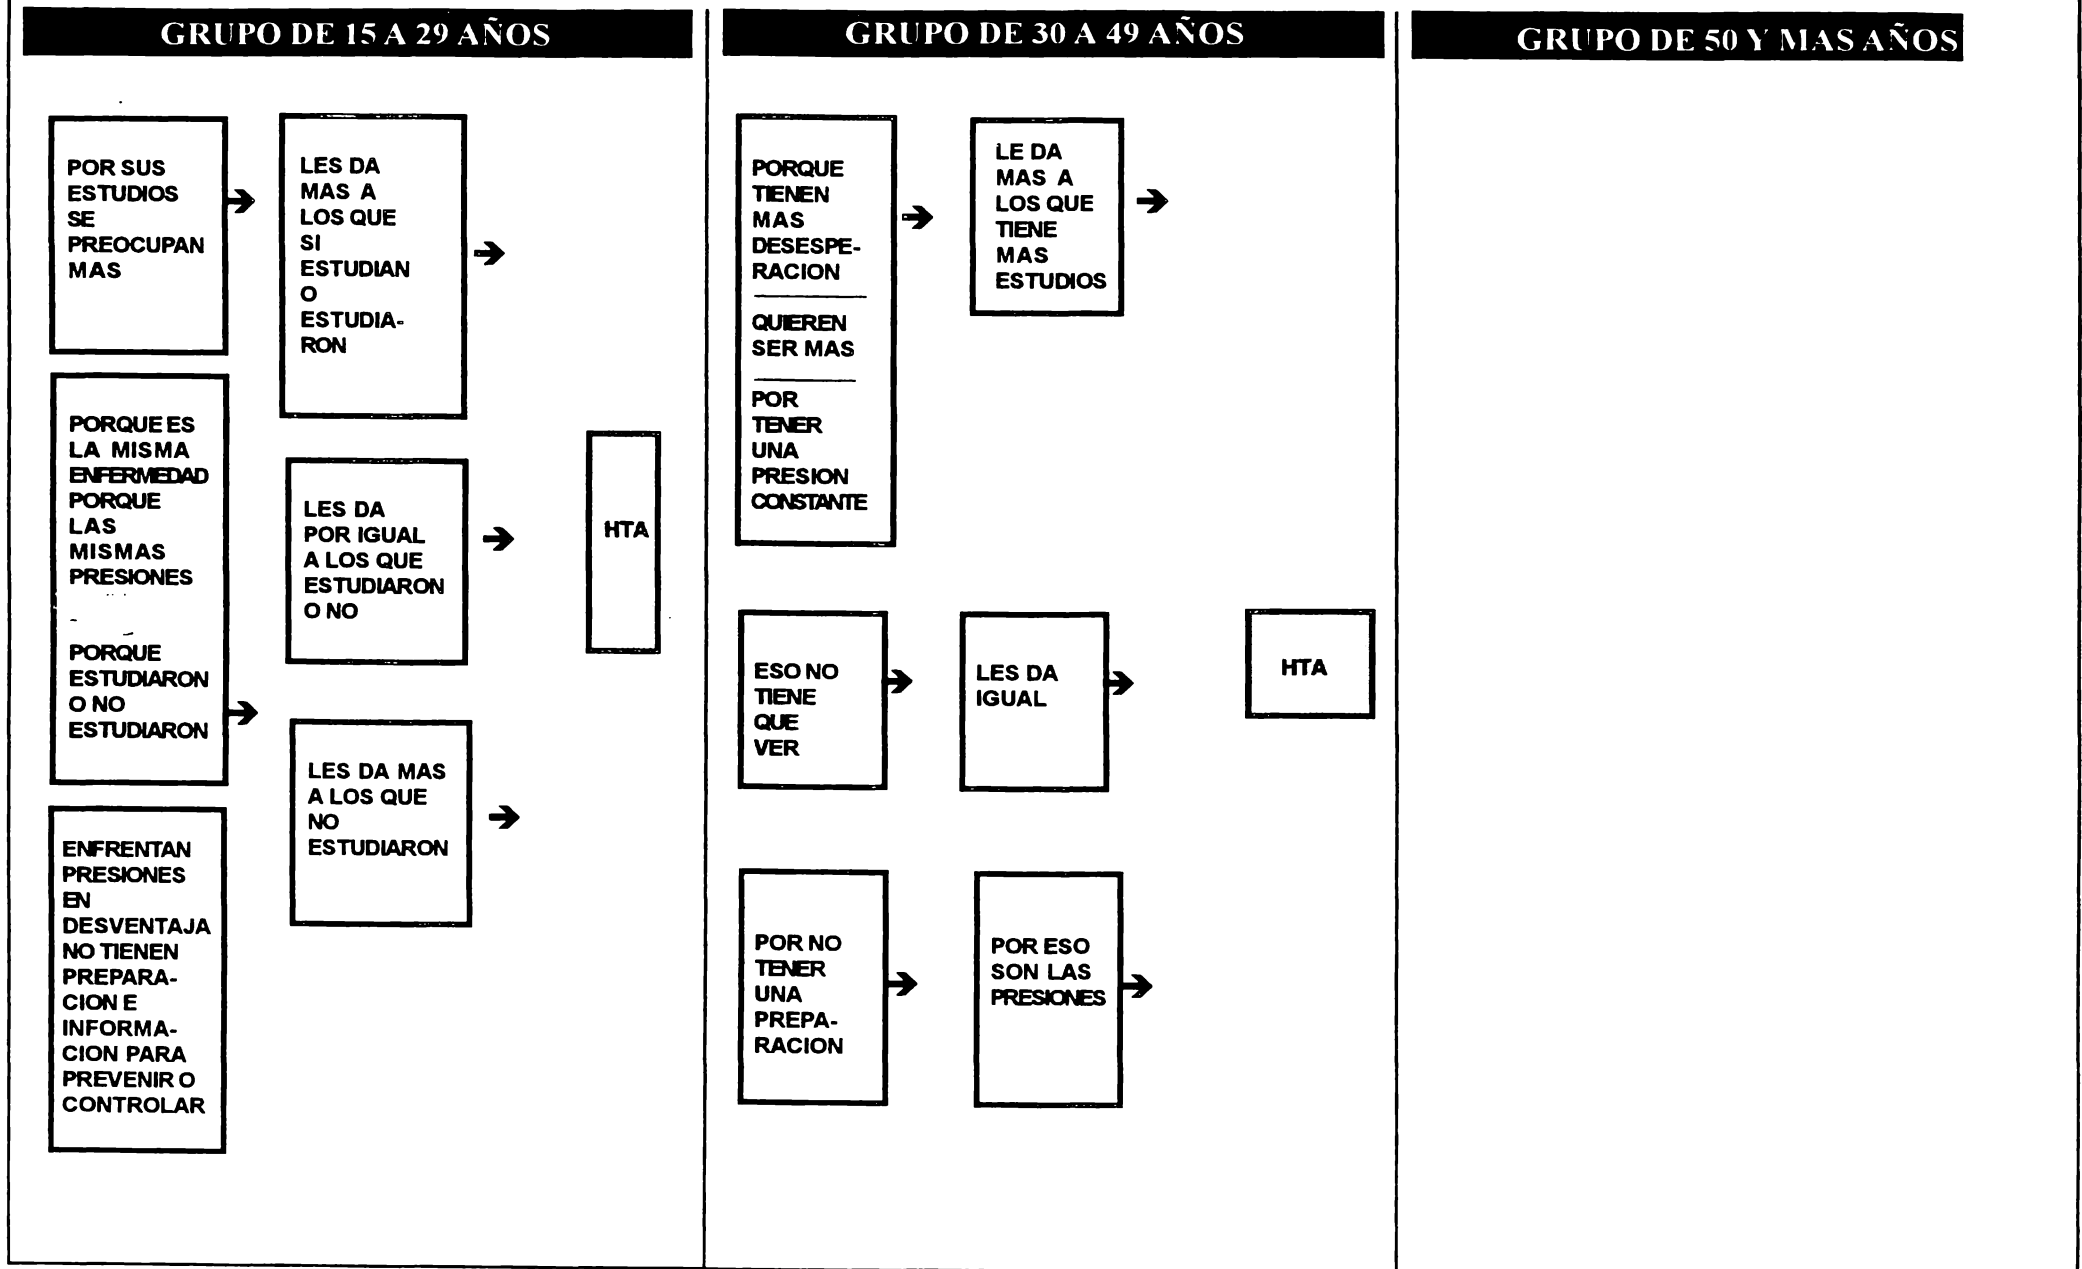 GRUPO DE 15 A 29 AÑOS
POR SUS
ESTUDIOS
SE
PREOCUPAN
MAS
LES DA
MAS A
LOS QUE
SI
ESTUDIAN
O
ESTUDIA-
RON
PORQUE ES
LA MISMA
ENFERMEDAD
PORQUE
LAS
MISMAS
PRESIONES
PORQUE
ESTUDIARON
O NO
ESTUDIARON
LES DA
POR IGUAL
A LOS QUE
ESTUDIARON
O NO
HTA
LES DA MAS
A LOS QUE
NO
ESTUDIARON
ENFRENTAN
PRESIONES
EN
DESVENTAJA
NO TIENEN
PREPARA-
CION E
INFORMA-
CION PARA
PREVENIR O
CONTROLAR
GRUPO DE 30 A 49 AÑOS
PORQUE
TIENEN
MAS
DESESPE-
RACION
QUIEREN
SER MAS
POR
TENER
UNA
PRESION
CONSTANTE
LE DA
MAS A
LOS QUE
TIENE
MAS
ESTUDIOS
ESO NO
TIENE
QUE
VER
LES DA
IGUAL
HTA
POR NO
TENER
UNA
PREPA-
RACION
POR ESO
SON LAS
PRESIONES
GRUPO DE 50 Y MAS AÑOS